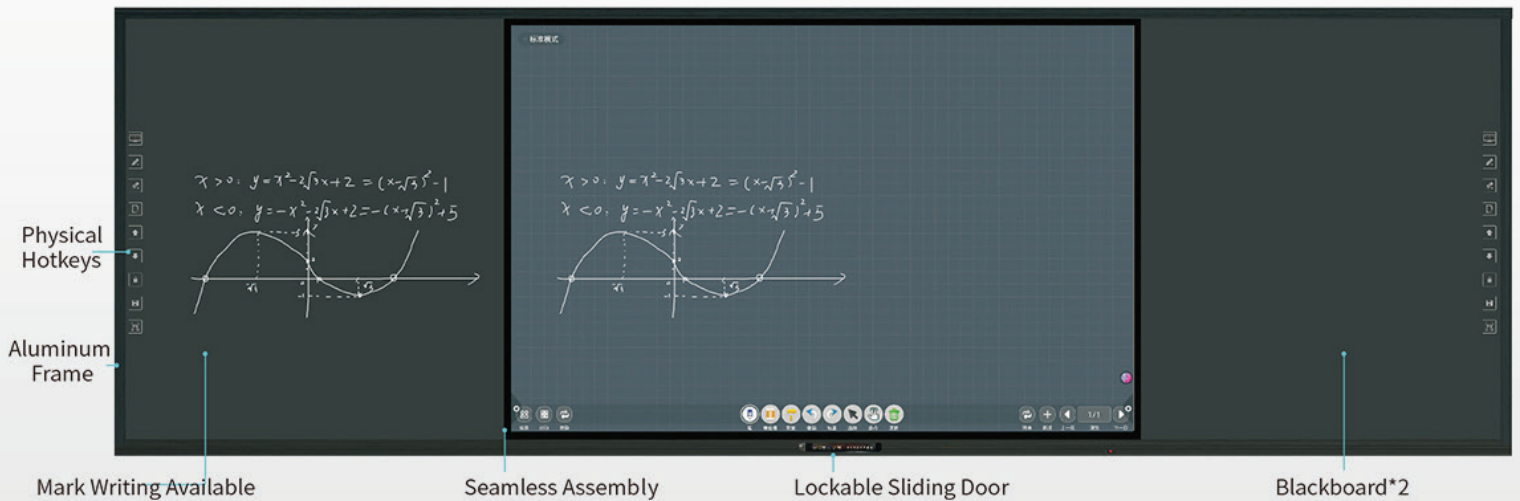 标准模式
x>0: y=x²-2√3x+2=(x-√3)²-1
x<0: y=-x²-2√3x+2=-(x-√3)²+5
x>0: y=x²-2√3x+2=(x-√3)²-1
x<0: y=-x²-2√3x+2=-(x-√3)²+5
Physical
Hotkeys
Aluminum
Frame
1/1
Mark Writing Available
Seamless Assembly
Lockable Sliding Door
Blackboard*2